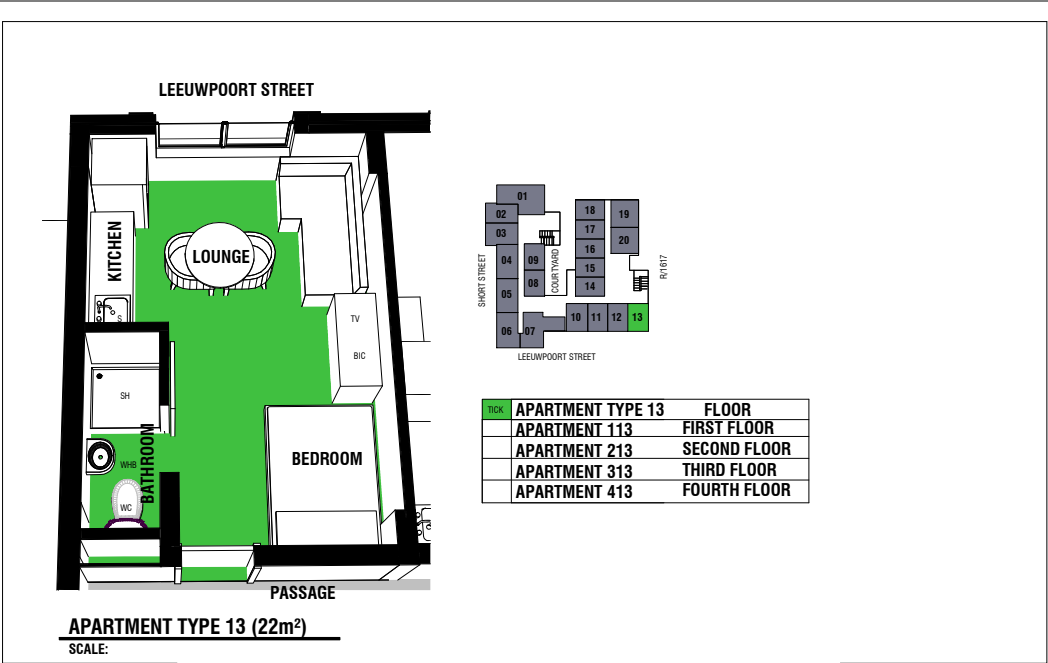 LEEUWPOORT STREET
KITCHEN
LOUNGE
S
TV
BIC
SH
BATHROOM
WHB
WC
BEDROOM
PASSAGE
APARTMENT TYPE 13 (22m²)
SCALE:
01
02
03
04
05
06
07
08
09
10
11
12
13
14
15
16
17
18
19
20
SHORT STREET
COURTYARD
R/1617
LEEUWPOORT STREET
TICK APARTMENT TYPE 13 FLOOR
APARTMENT 113 FIRST FLOOR
APARTMENT 213 SECOND FLOOR
APARTMENT 313 THIRD FLOOR
APARTMENT 413 FOURTH FLOOR